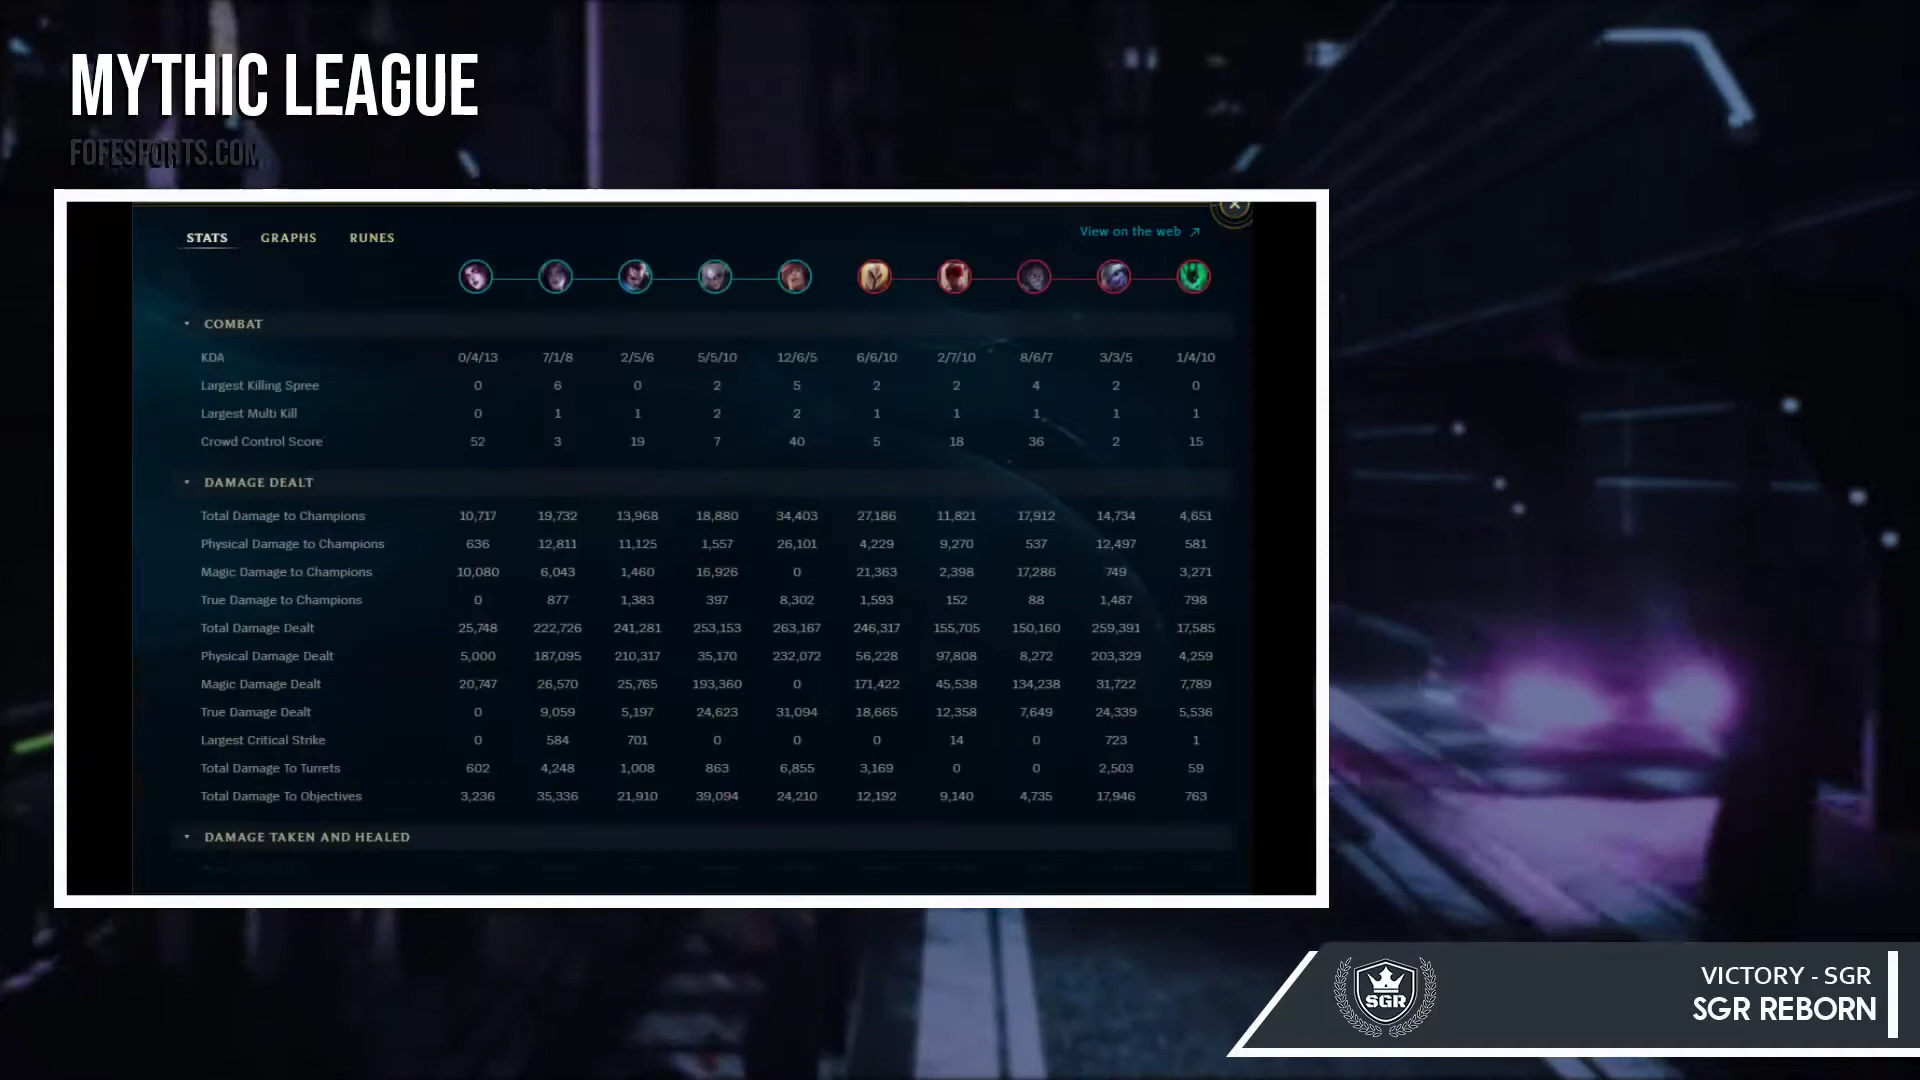 MYTHIC LEAGUE
FOFESPORTS.COM
STATS GRAPHS RUNES
View on the web
COMBAT
KDA 0/4/13 7/1/8 2/5/6 5/5/10 12/6/5 6/6/10 2/7/10 8/6/7 3/3/5 1/4/10
Largest Killing Spree 0 6 0 2 5 2 2 4 2 0
Largest Multi Kill 0 1 1 2 2 1 1 1 1 1
Crowd Control Score 52 3 19 7 40 5 18 36 2 15
DAMAGE DEALT
Total Damage to Champions 10,717 19,732 13,968 18,880 34,403 27,186 11,821 17,912 14,734 4,651
Physical Damage to Champions 636 12,811 11,125 1,557 26,101 4,229 9,270 537 12,497 581
Magic Damage to Champions 10,080 6,043 1,460 16,926 0 21,363 2,398 17,286 749 3,271
True Damage to Champions 0 877 1,383 397 8,302 1,593 152 88 1,487 798
Total Damage Dealt 25,748 222,726 241,281 253,153 263,167 246,317 155,705 150,160 259,391 17,585
Physical Damage Dealt 5,000 187,095 210,317 35,170 232,072 56,228 97,808 8,272 203,329 4,259
Magic Damage Dealt 20,747 26,570 25,765 193,360 0 171,422 45,538 134,238 31,722 7,789
True Damage Dealt 0 9,059 5,197 24,623 31,094 18,665 12,358 7,649 24,339 5,536
Largest Critical Strike 0 584 701 0 0 0 14 0 723 1
Total Damage To Turrets 602 4,248 1,008 863 6,855 3,169 0 0 2,503 59
Total Damage To Objectives 3,236 35,336 21,910 39,094 24,210 12,192 9,140 4,735 17,946 763
DAMAGE TAKEN AND HEALED
SGR
VICTORY - SGR
SGR REBORN